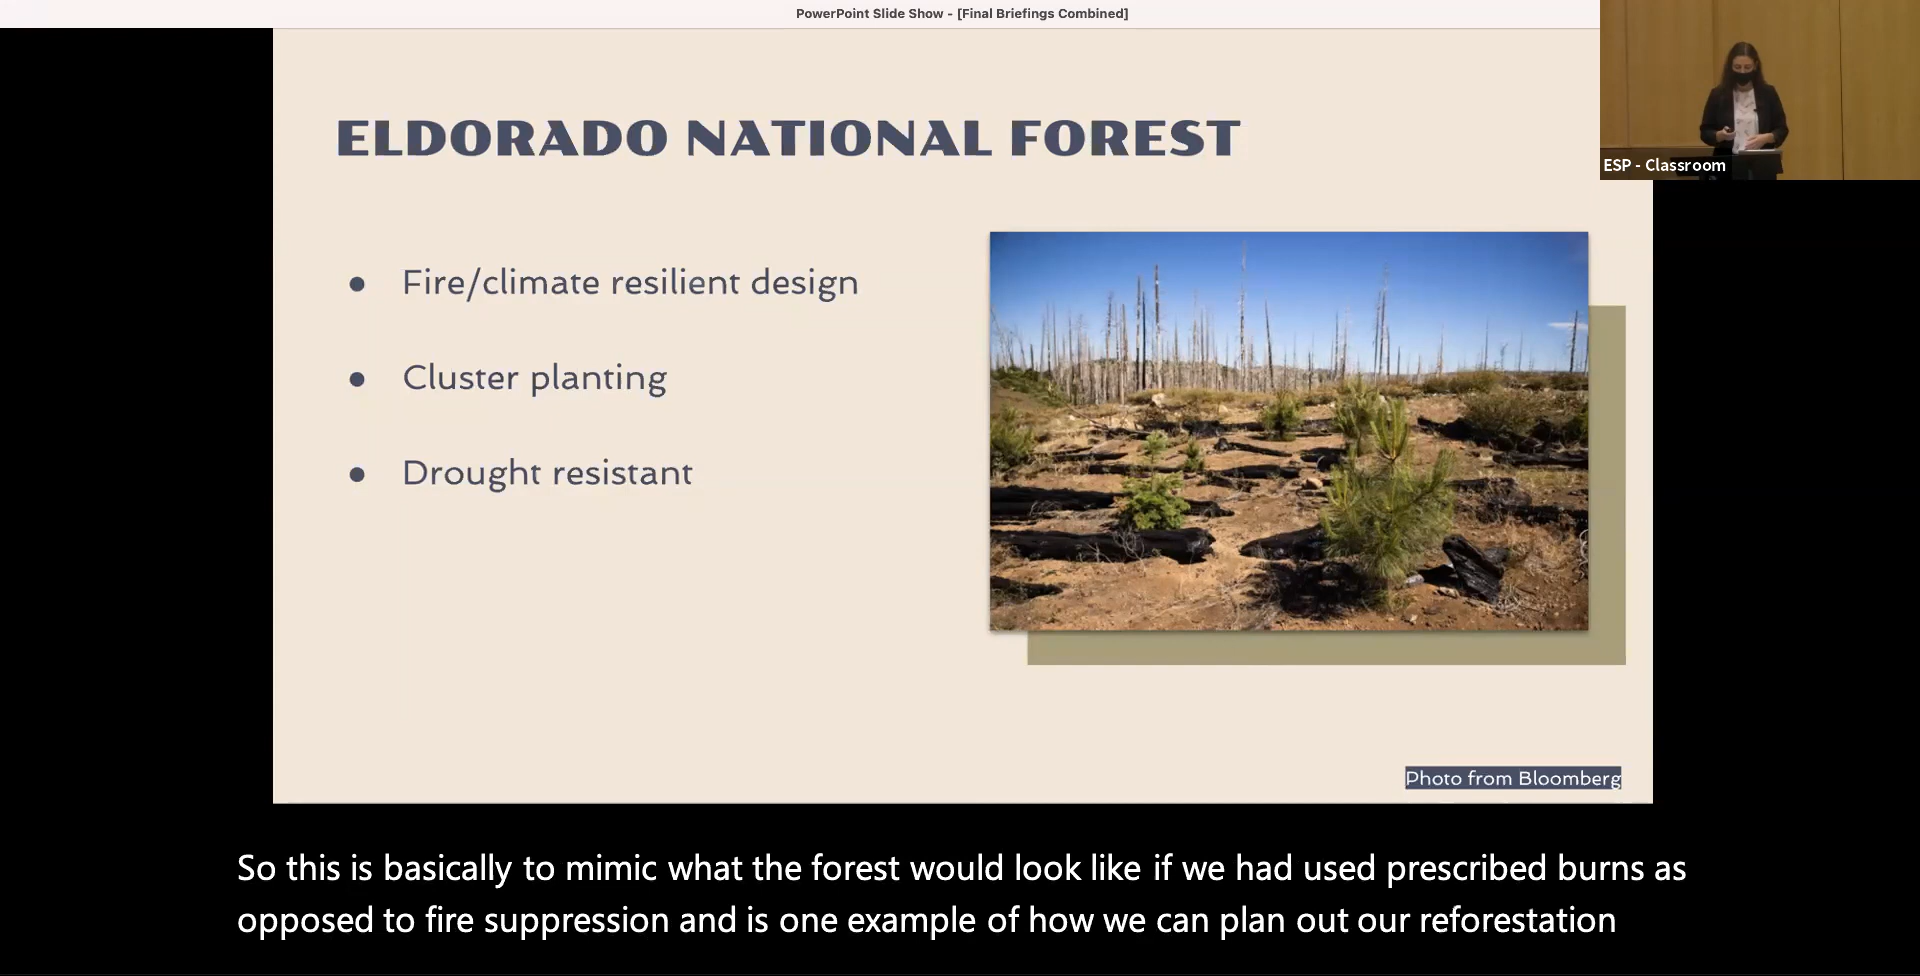 PowerPoint Slide Show - [Final Briefings Combined]
ESP - Classroom
ELDORADO NATIONAL FOREST
● Fire/climate resilient design
● Cluster planting
● Drought resistant
Photo from Bloomberg
So this is basically to mimic what the forest would look like if we had used prescribed burns as
opposed to fire suppression and is one example of how we can plan out our reforestation